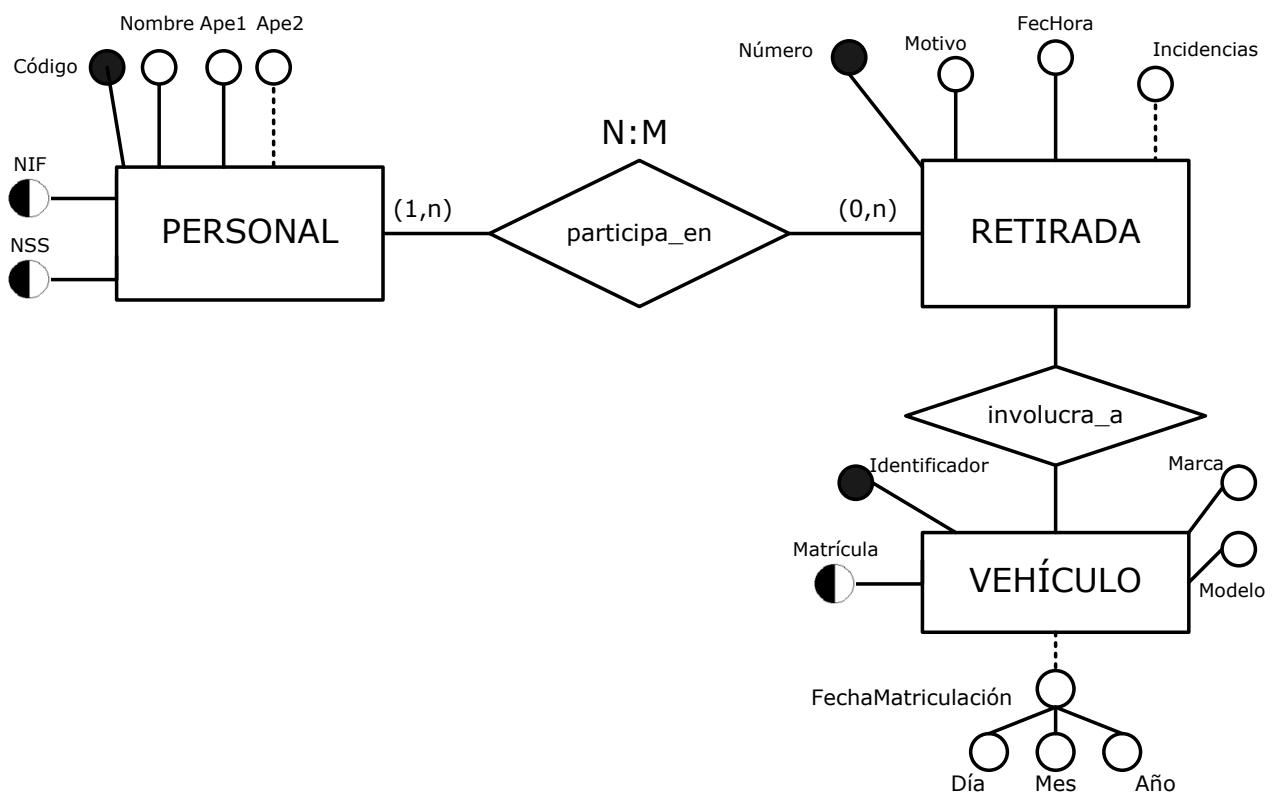 Nombre Ape1 Ape2
Código
NIF
NSS
PERSONAL
(1,n)
N:M
participa_en
(0,n)
Número
Motivo
FecHora
Incidencias
RETIRADA
involucra_a
Identificador
Marca
Matrícula
VEHÍCULO
Modelo
FechaMatriculación
Día
Mes
Año